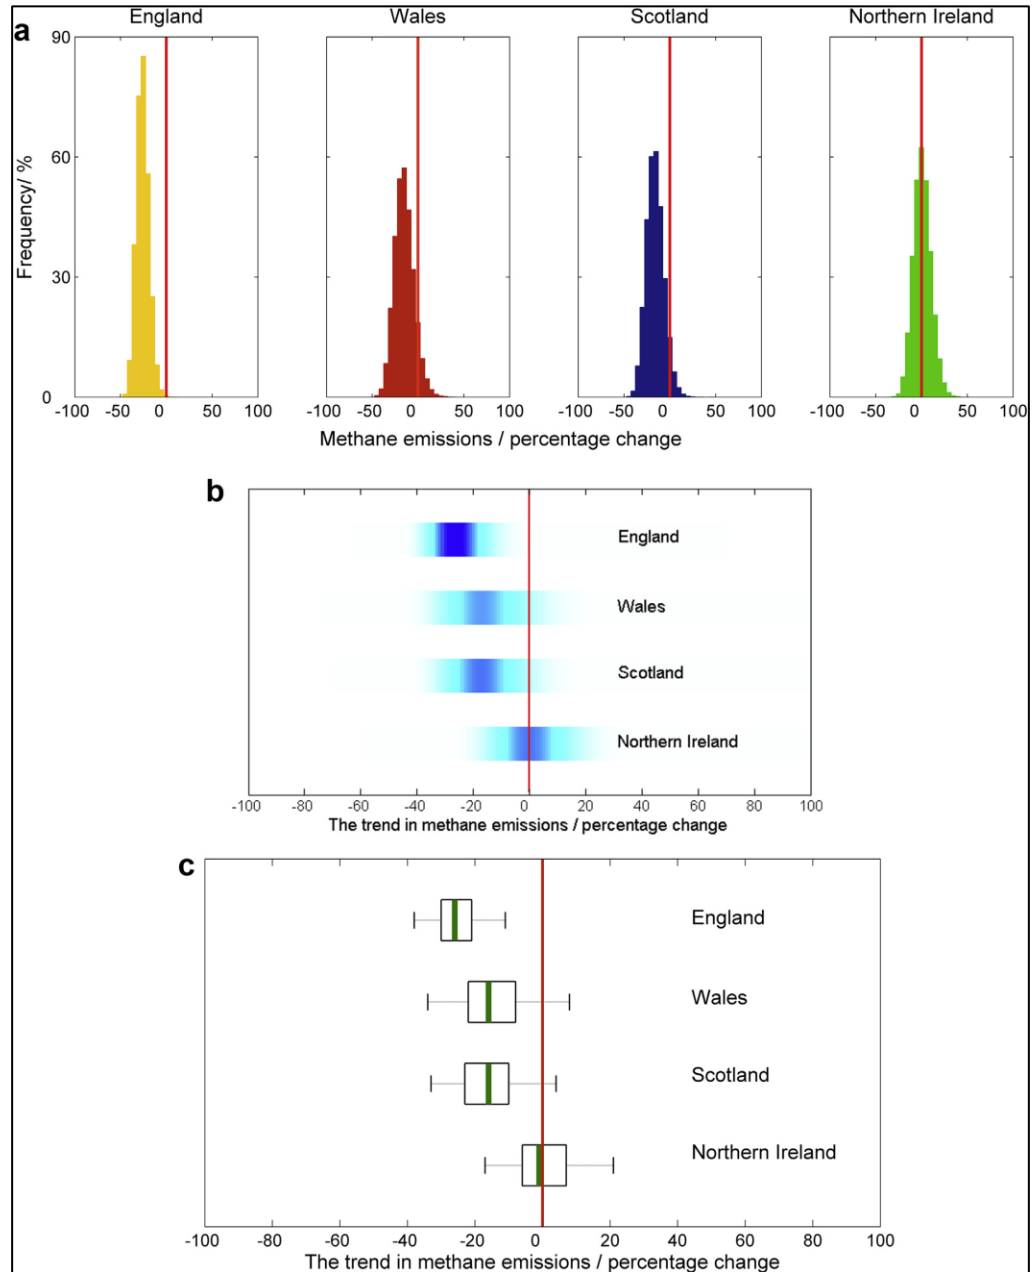 England Wales Scotland Northern Ireland
a
90
60
30
0
Frequency/ %
-100 -50 0 50 100 -100 -50 0 50 100 -100 -50 0 50 100 -100 -50 0 50 100
Methane emissions / percentage change
b
England
Wales
Scotland
Northern Ireland
-100 -80 -60 -40 -20 0 20 40 60 80 100
The trend in methane emissions / percentage change
c
England
Wales
Scotland
Northern Ireland
-100 -80 -60 -40 -20 0 20 40 60 80 100
The trend in methane emissions / percentage change